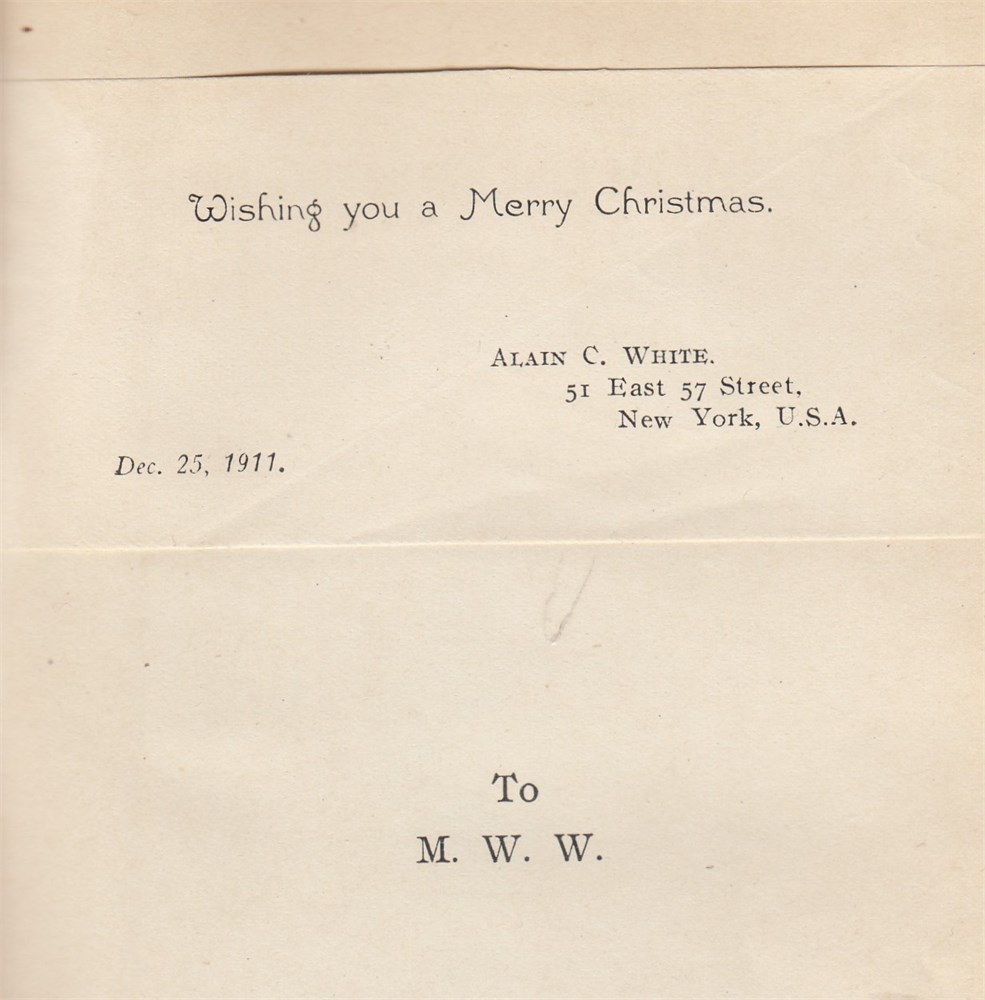 Wishing you a Merry Christmas.
ALAIN C. WHITE.
51 East 57 Street,
New York, U.S.A.
Dec. 25, 1911.
To
M. W. W.